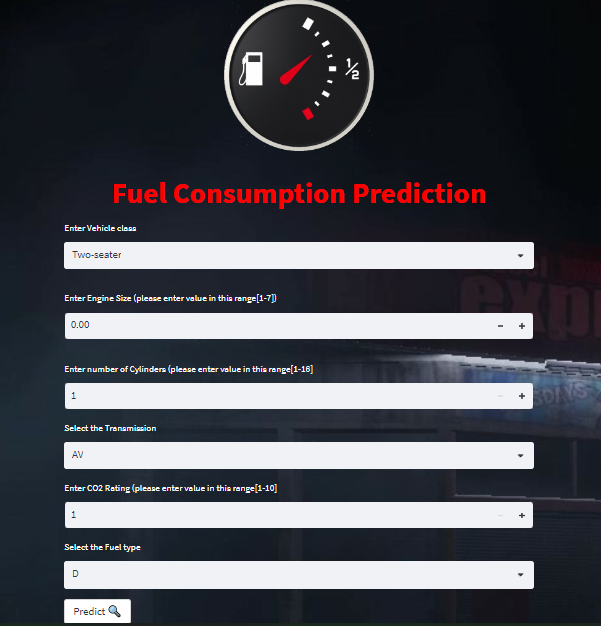 1/2
Fuel Consumption Prediction
Enter Vehicle class
Two-seater
Enter Engine Size (please enter value in this range[1-7])
0.00
Enter number of Cylinders (please enter value in this range[1-16]
1
Select the Transmission
AV
Enter CO2 Rating (please enter value in this range[1-10]
1
Select the Fuel type
D
Predict 🔍